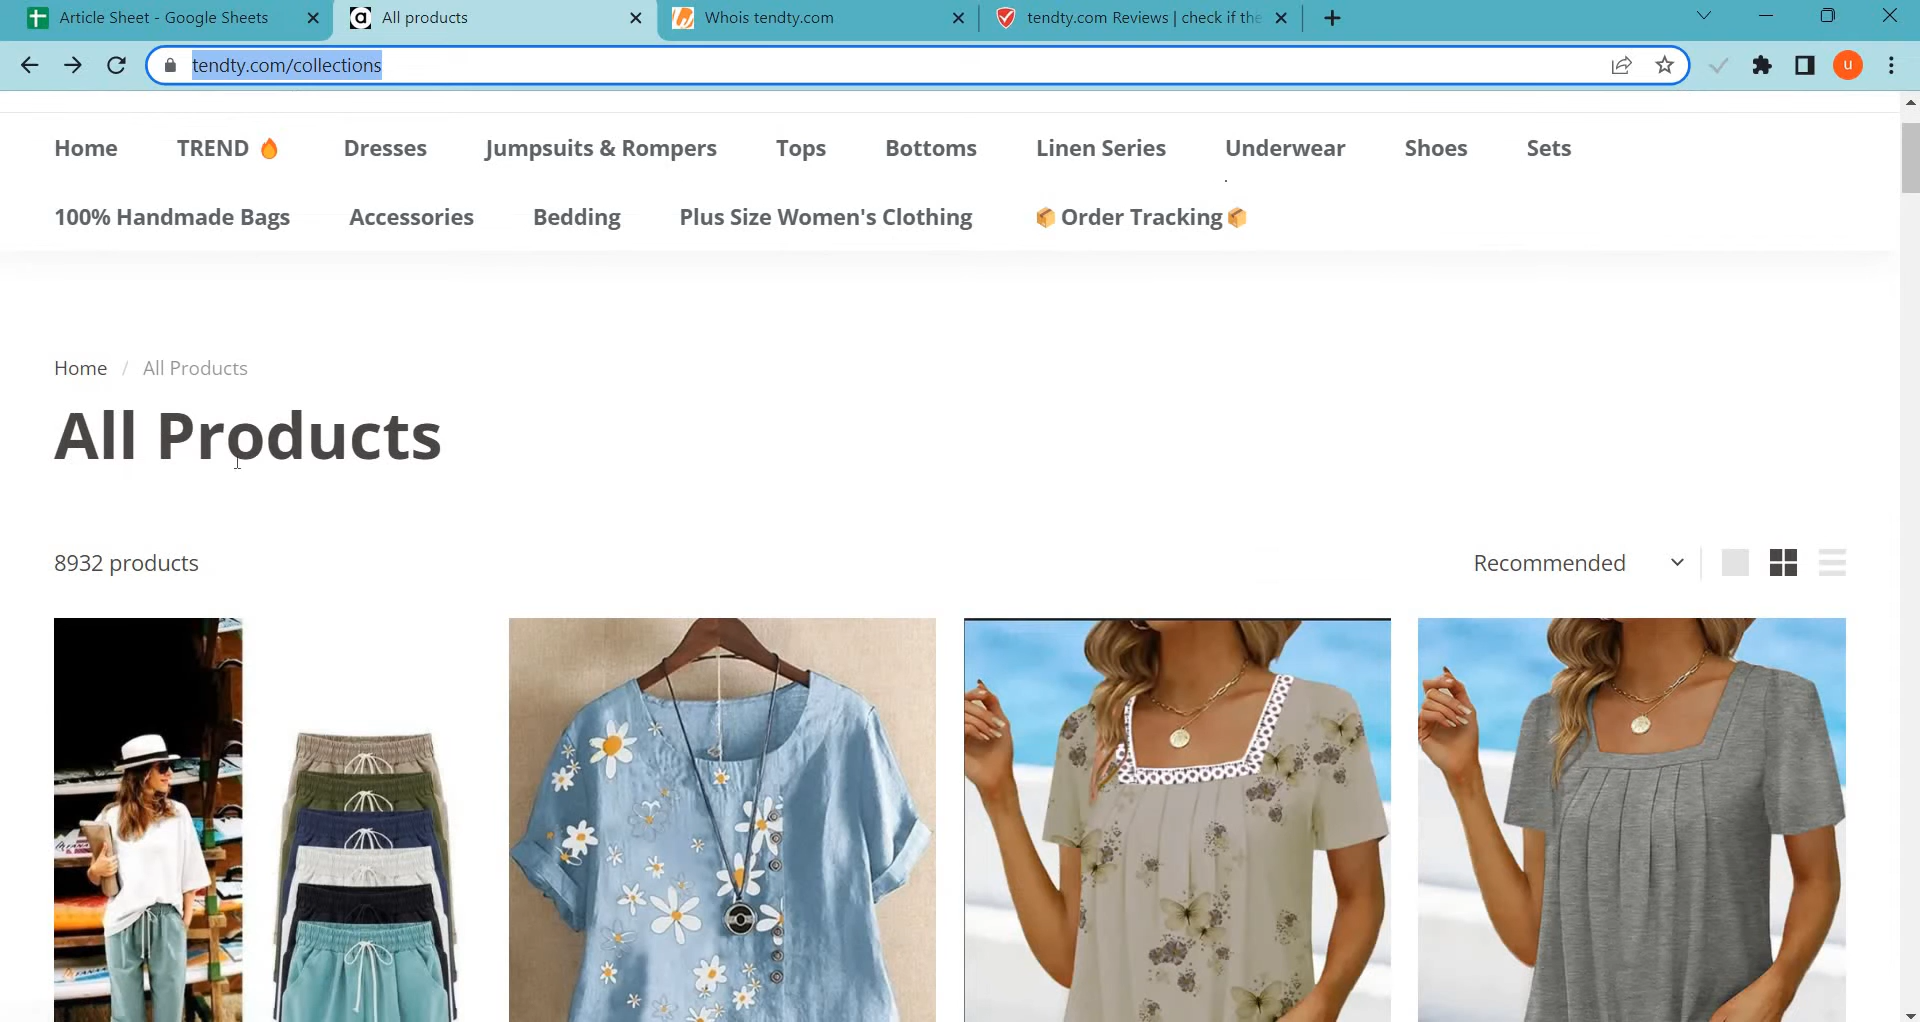 Article Sheet - Google Sheets
All products
Whois tendty.com
tendty.com Reviews | check if the
tendty.com/collections
u
Home TREND 🔥 Dresses Jumpsuits & Rompers Tops Bottoms Linen Series Underwear Shoes Sets
100% Handmade Bags Accessories Bedding Plus Size Women's Clothing 📦 Order Tracking 📦
Home / All Products
All Products
8932 products
Recommended